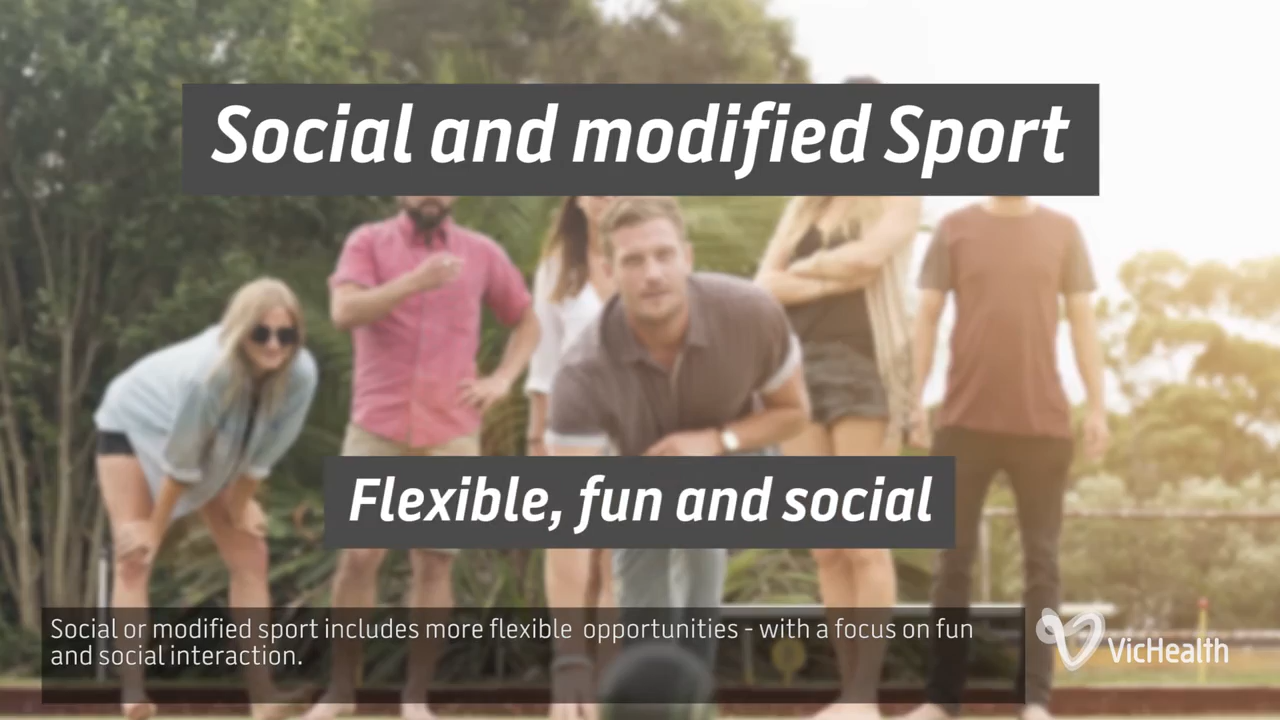 Social and modified Sport
Flexible, fun and social
Social or modified sport includes more flexible  opportunities - with a focus on fun
and social interaction.
VicHealth